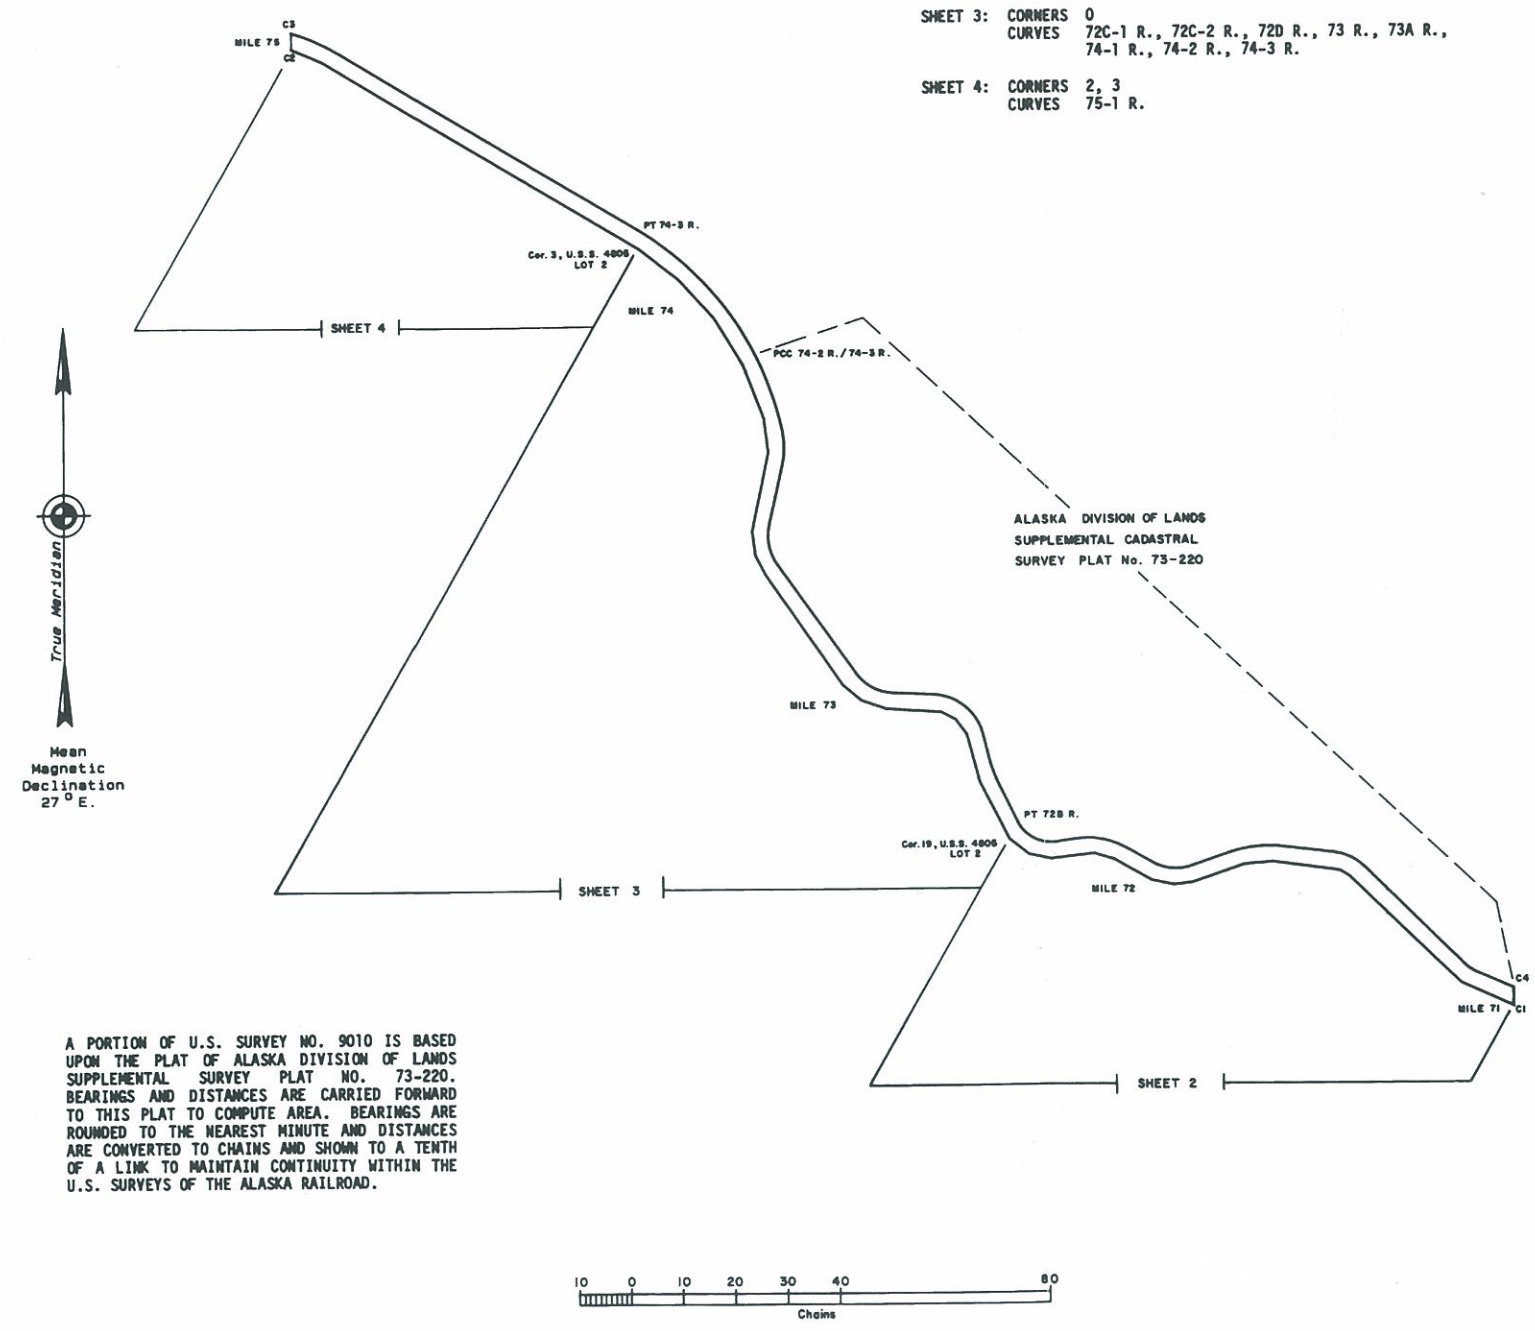 SHEET 3: CORNERS 0
CURVES 72C-1 R., 72C-2 R., 72D R., 73 R., 73A R.,
74-1 R., 74-2 R., 74-3 R.
SHEET 4: CORNERS 2, 3
CURVES 75-1 R.
C3
MILE 75
C2
PT 74-3 R.
Cor. 3, U.S.S. 4805
LOT 2
MILE 74
SHEET 4
PCC 74-2 R./74-3 R.
ALASKA DIVISION OF LANDS
SUPPLEMENTAL CADASTRAL
SURVEY PLAT No. 73-220
True Meridian
Mean
Magnetic
Declination
27° E.
MILE 73
PT 72B R.
Cor. 19, U.S.S. 4805
LOT 2
SHEET 3
MILE 72
C4
MILE 71 C1
SHEET 2
A PORTION OF U.S. SURVEY NO. 9010 IS BASED
UPON THE PLAT OF ALASKA DIVISION OF LANDS
SUPPLEMENTAL SURVEY PLAT NO. 73-220.
BEARINGS AND DISTANCES ARE CARRIED FORWARD
TO THIS PLAT TO COMPUTE AREA. BEARINGS ARE
ROUNDED TO THE NEAREST MINUTE AND DISTANCES
ARE CONVERTED TO CHAINS AND SHOWN TO A TENTH
OF A LINK TO MAINTAIN CONTINUITY WITHIN THE
U.S. SURVEYS OF THE ALASKA RAILROAD.
10 0 10 20 30 40 80
Chains